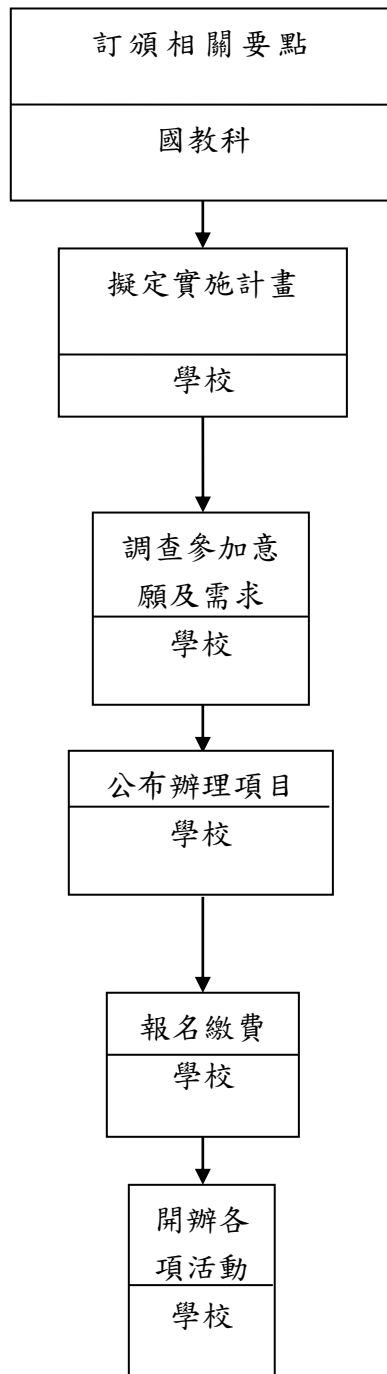 訂頒相關要點
國教科
擬定實施計畫
學校
調查參加意
願及需求
學校
公布辦理項目
學校
報名繳費
學校
開辦各
項活動
學校